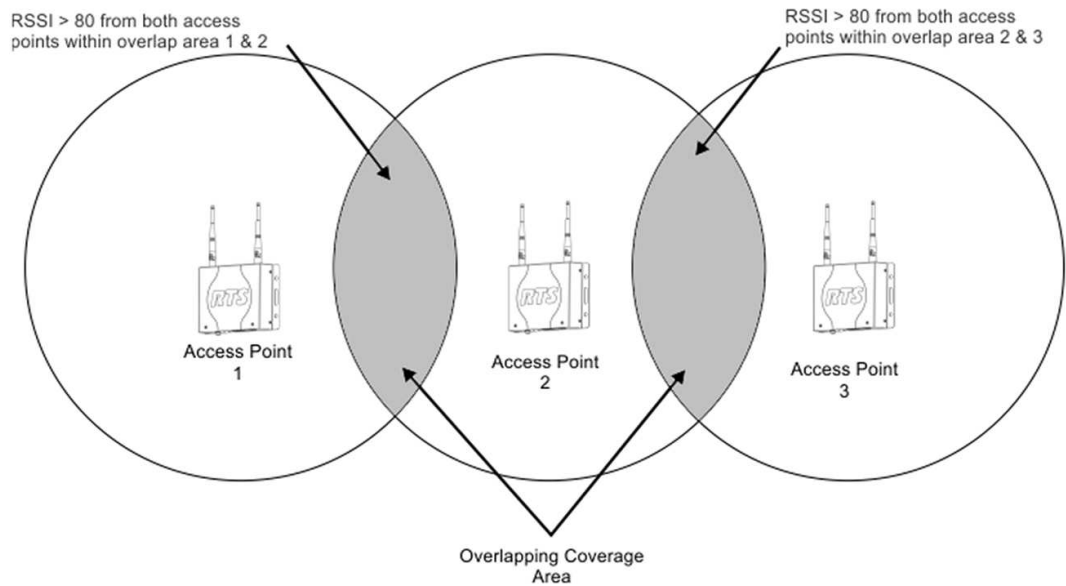 RSSI > 80 from both access
points within overlap area 1 & 2
RSSI > 80 from both access
points within overlap area 2 & 3
RTS
RTS
RTS
Access Point
1
Access Point
2
Access Point
3
Overlapping Coverage
Area